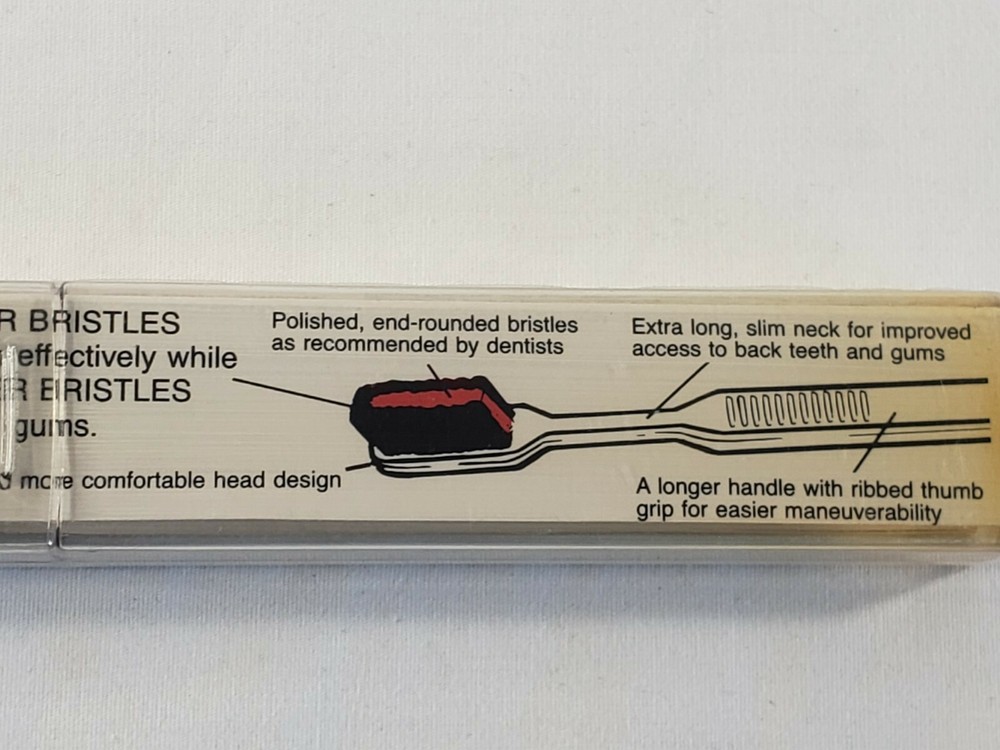 R BRISTLES
effectively while
ER BRISTLES
gums.
more comfortable head design
Polished, end-rounded bristles
as recommended by dentists
Extra long, slim neck for improved
access to back teeth and gums
A longer handle with ribbed thumb
grip for easier maneuverability